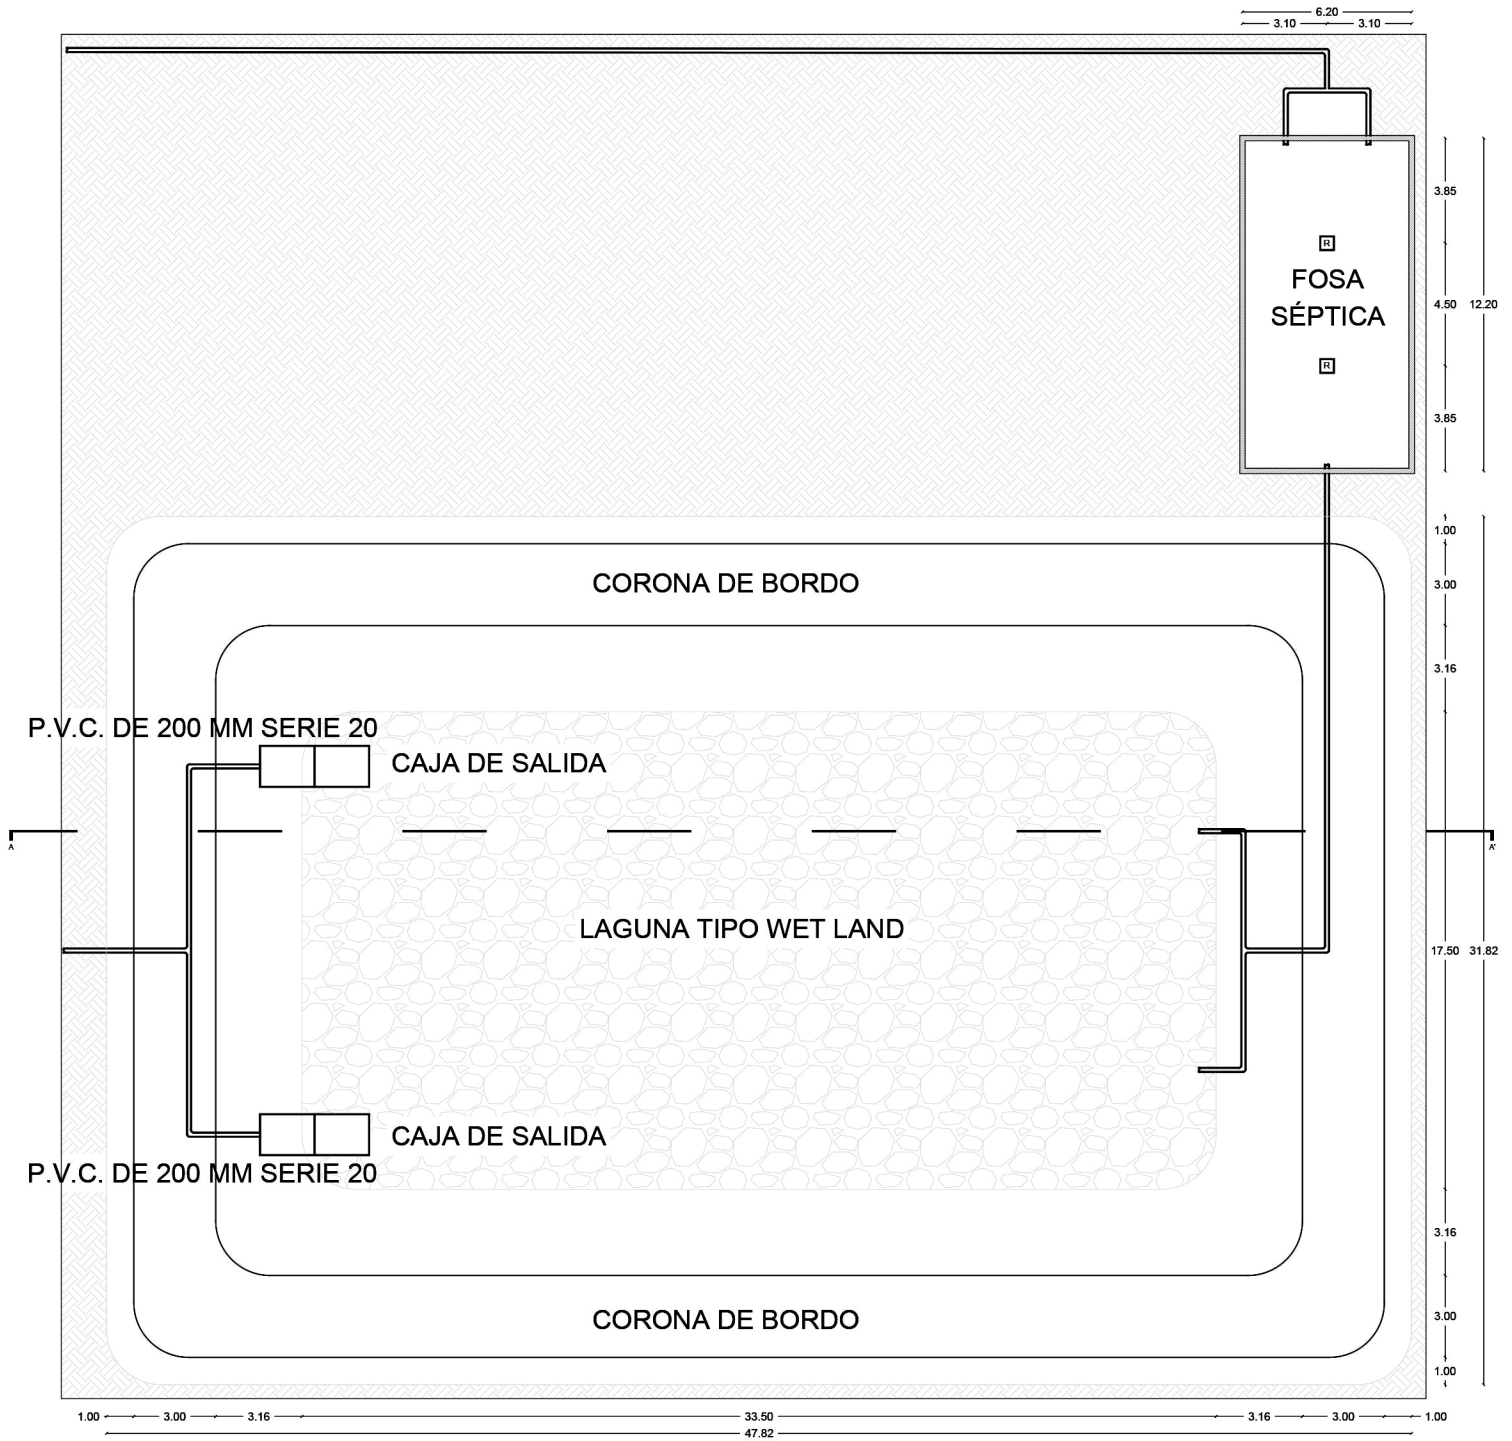 6.20
3.10 3.10
3.85
R
FOSA
SÉPTICA
4.50 12.20
R
3.85
1.00
CORONA DE BORDO
3.00
3.16
P.V.C. DE 200 MM SERIE 20
CAJA DE SALIDA
A A'
LAGUNA TIPO WET LAND
17.50 31.82
CAJA DE SALIDA
P.V.C. DE 200 MM SERIE 20
3.16
CORONA DE BORDO
3.00
1.00
1.00 3.00 3.16 33.50 3.16 3.00 1.00
47.82